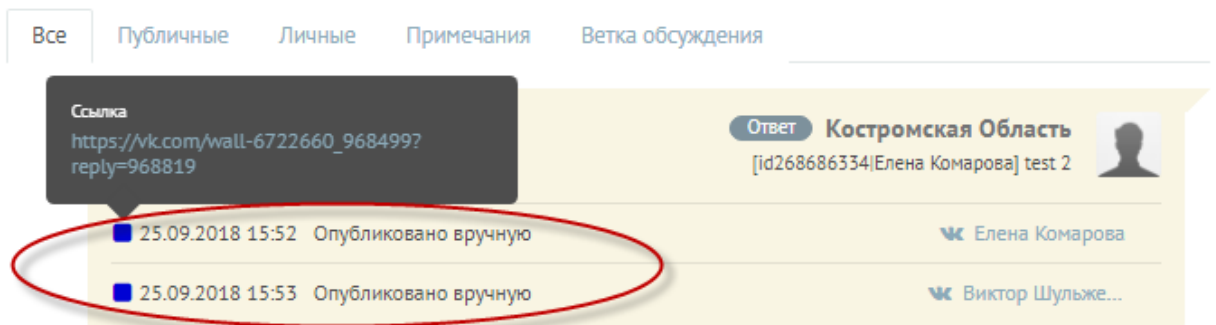 Все Публичные Личные Примечания Ветка обсуждения
Ссылка
https://vk.com/wall-6722660_968499?
reply=968819
Ответ Костромская Область
[id268686334|Елена Комарова] test 2
25.09.2018 15:52 Опубликовано вручную Елена Комарова
25.09.2018 15:53 Опубликовано вручную Виктор Шульже...